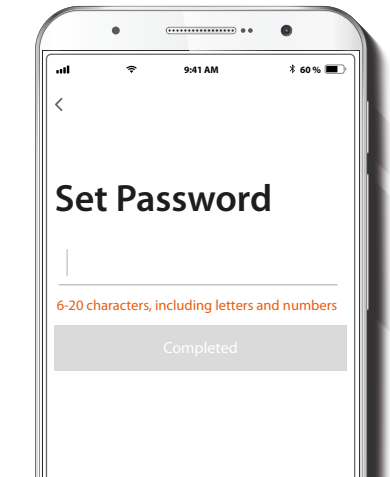 9:41 AM
60 %
Set Password
6-20 characters, including letters and numbers
Completed